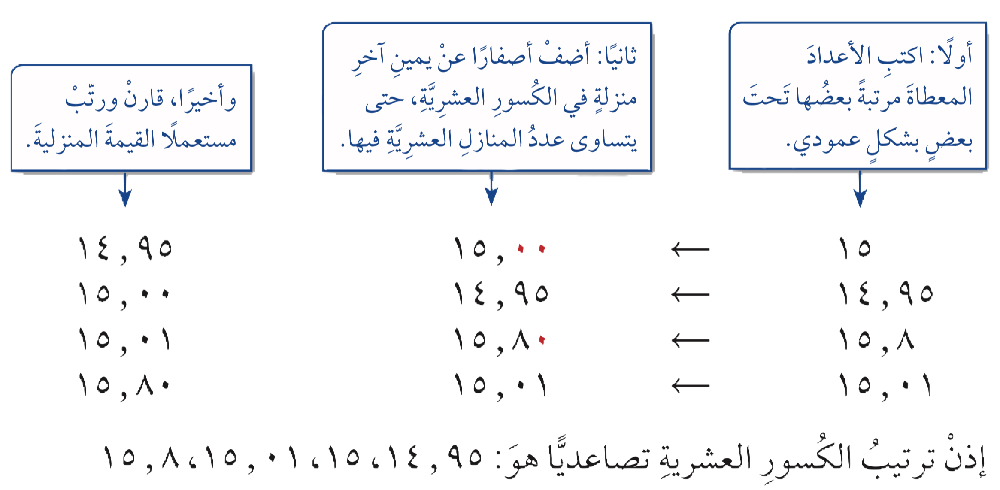 أولًا: اكتبِ الأعدادَ
المعطاةَ مرتبةً بعضُها تَحتَ
بعضٍ بشكلٍ عمودي.
ثانيًا: أضفْ أصفارًا عنْ يمينِ آخرِ
منزلةٍ في الكُسورِ العشرِيَّةِ، حتى
يتساوى عددُ المنازلِ العشرِيَّةِ فيها.
وأخيرًا، قارنْ ورتّبْ
مستعملًا القيمةَ المنزليةَ.
١٥ ← ١٥,٠٠ ١٤,٩٥
١٤,٩٥ ← ١٤,٩٥ ١٥,٠٠
١٥,٨ ← ١٥,٨٠ ١٥,٠١
١٥,٠١ ← ١٥,٠١ ١٥,٨٠
إذنْ ترتيبُ الكُسورِ العشريةِ تصاعديًّا هوَ: ١٤,٩٥، ١٥، ١٥,٠١، ١٥,٨